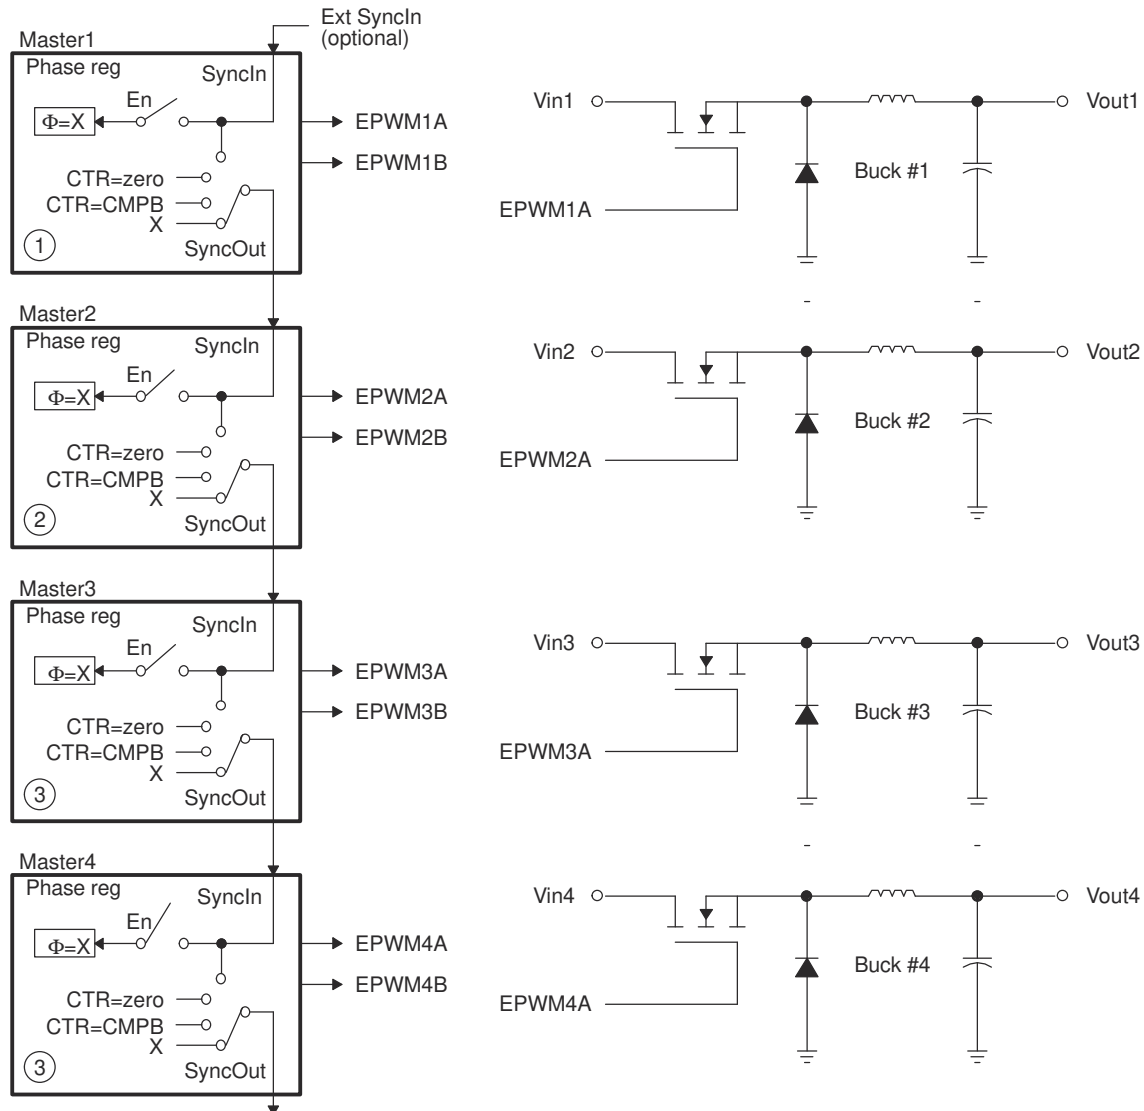 Ext SyncIn
(optional)
Master1
Phase reg
SyncIn
En
Φ=X
EPWM1A
EPWM1B
CTR=zero
CTR=CMPB
X
SyncOut
1
Vin1
Vout1
Buck #1
EPWM1A
Master2
Phase reg
SyncIn
En
Φ=X
EPWM2A
EPWM2B
CTR=zero
CTR=CMPB
X
SyncOut
2
Vin2
Vout2
Buck #2
EPWM2A
Master3
Phase reg
SyncIn
En
Φ=X
EPWM3A
EPWM3B
CTR=zero
CTR=CMPB
X
SyncOut
3
Vin3
Vout3
Buck #3
EPWM3A
Master4
Phase reg
SyncIn
En
Φ=X
EPWM4A
EPWM4B
CTR=zero
CTR=CMPB
X
SyncOut
3
Vin4
Vout4
Buck #4
EPWM4A